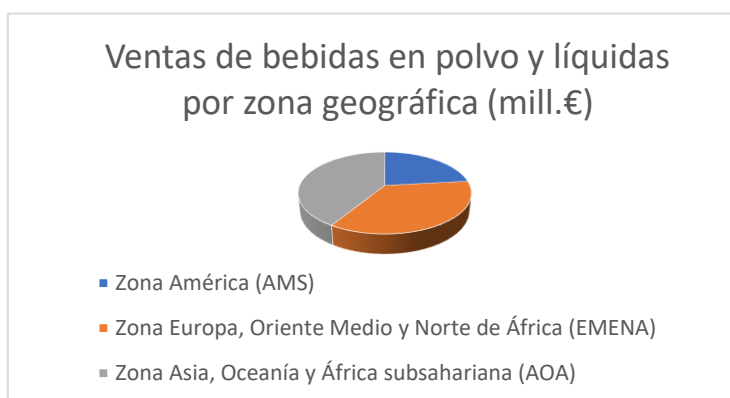 Ventas de bebidas en polvo y líquidas
por zona geográfica (mill.€)
Zona América (AMS)
Zona Europa, Oriente Medio y Norte de África (EMENA)
Zona Asia, Oceanía y África subsahariana (AOA)